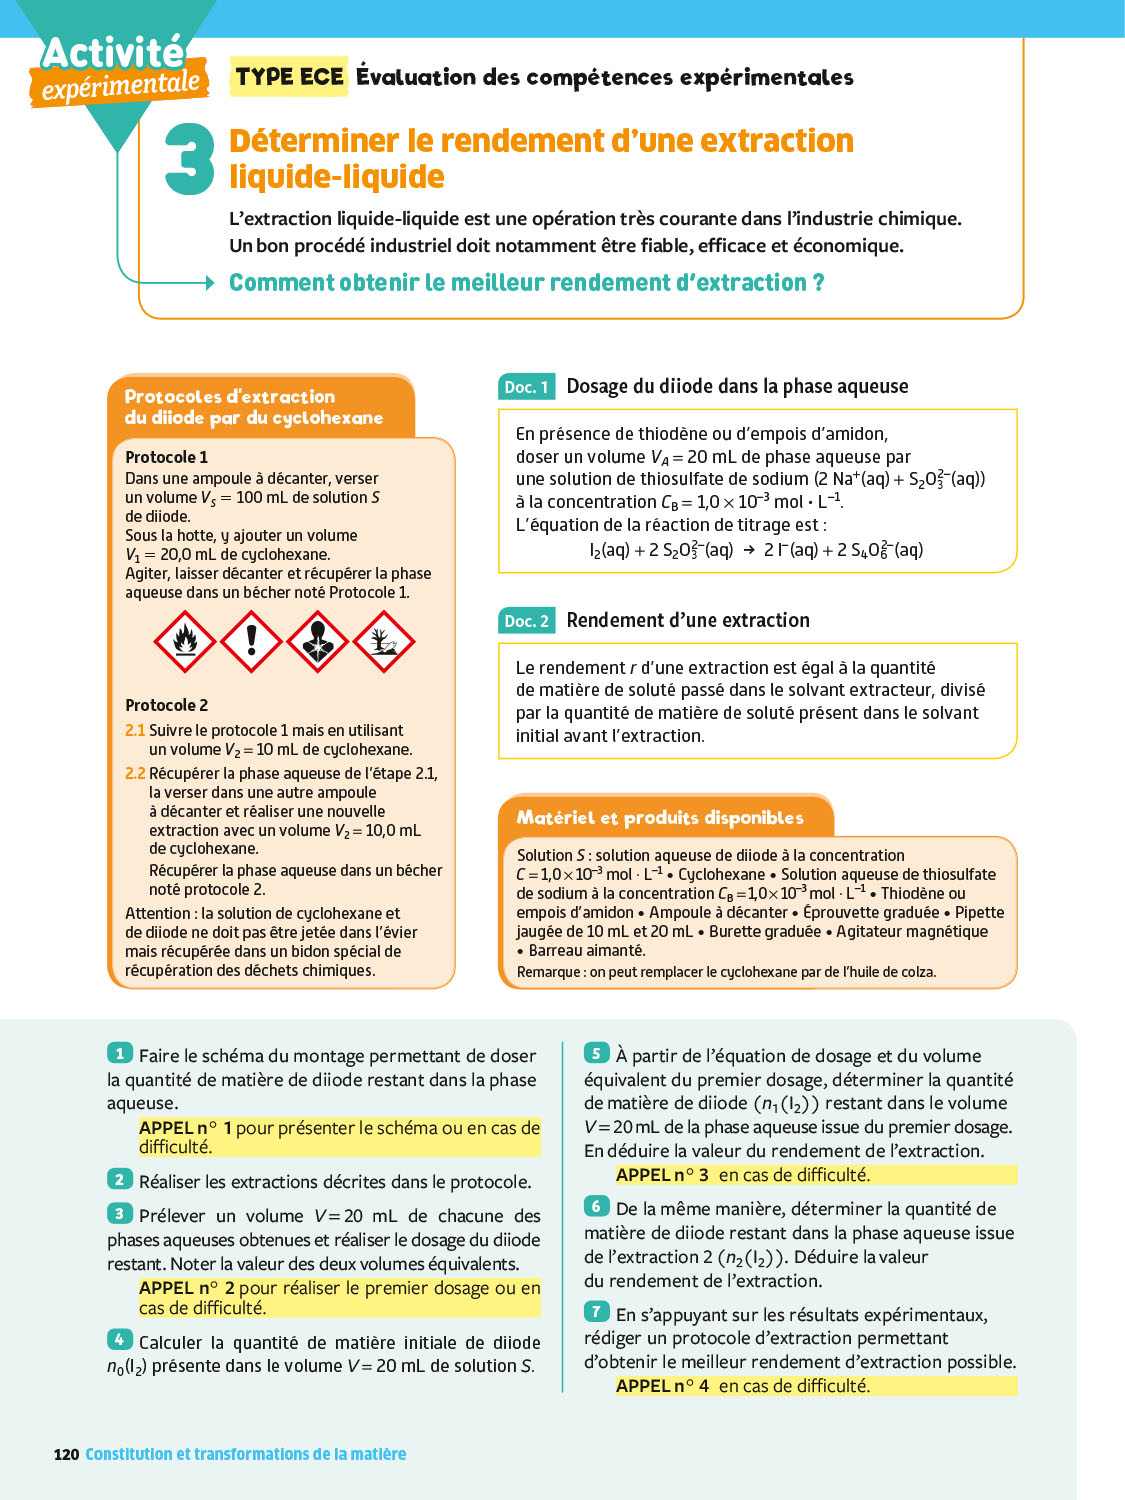 Activité
expérimentale
TYPE ECE Évaluation des compétences expérimentales
3
Déterminer le rendement d'une extraction
liquide-liquide
L'extraction liquide-liquide est une opération très courante dans l'industrie chimique.
Un bon procédé industriel doit notamment être fiable, efficace et économique.
Comment obtenir le meilleur rendement d'extraction ?
Protocoles d'extraction
du diiode par du cyclohexane
Protocole 1
Dans une ampoule à décanter, verser
un volume V_S = 100 mL de solution S
de diiode.
Sous la hotte, y ajouter un volume
V₁ = 20,0 mL de cyclohexane.
Agiter, laisser décanter et récupérer la phase
aqueuse dans un bécher noté Protocole 1.
Protocole 2
2.1 Suivre le protocole 1 mais en utilisant
un volume V₂ = 10 mL de cyclohexane.
2.2 Récupérer la phase aqueuse de l'étape 2.1,
la verser dans une autre ampoule
à décanter et réaliser une nouvelle
extraction avec un volume V₂ = 10,0 mL
de cyclohexane.
Récupérer la phase aqueuse dans un bécher
noté protocole 2.
Attention : la solution de cyclohexane et
de diiode ne doit pas être jetée dans l'évier
mais récupérée dans un bidon spécial de
récupération des déchets chimiques.
Doc. 1 Dosage du diiode dans la phase aqueuse
En présence de thiodène ou d'empois d'amidon,
doser un volume V_A = 20 mL de phase aqueuse par
une solution de thiosulfate de sodium (2 Na⁺(aq) + S₂O₃²⁻(aq))
à la concentration C_B = 1,0 × 10⁻³ mol · L⁻¹.
L'équation de la réaction de titrage est :
I₂(aq) + 2 S₂O₃²⁻(aq) → 2 I⁻(aq) + 2 S₄O₆²⁻(aq)
Doc. 2 Rendement d'une extraction
Le rendement r d'une extraction est égal à la quantité
de matière de soluté passé dans le solvant extracteur, divisé
par la quantité de matière de soluté présent dans le solvant
initial avant l'extraction.
Matériel et produits disponibles
Solution S : solution aqueuse de diiode à la concentration
C = 1,0 × 10⁻³ mol · L⁻¹ • Cyclohexane • Solution aqueuse de thiosulfate
de sodium à la concentration C_B = 1,0 × 10⁻³ mol · L⁻¹ • Thiodène ou
empois d'amidon • Ampoule à décanter • Éprouvette graduée • Pipette
jaugée de 10 mL et 20 mL • Burette graduée • Agitateur magnétique
• Barreau aimanté.
Remarque : on peut remplacer le cyclohexane par de l'huile de colza.
1 Faire le schéma du montage permettant de doser
la quantité de matière de diiode restant dans la phase
aqueuse.
APPEL n° 1 pour présenter le schéma ou en cas de
difficulté.
2 Réaliser les extractions décrites dans le protocole.
3 Prélever un volume V = 20 mL de chacune des
phases aqueuses obtenues et réaliser le dosage du diiode
restant. Noter la valeur des deux volumes équivalents.
APPEL n° 2 pour réaliser le premier dosage ou en
cas de difficulté.
4 Calculer la quantité de matière initiale de diiode
n₀(I₂) présente dans le volume V = 20 mL de solution S.
5 À partir de l'équation de dosage et du volume
équivalent du premier dosage, déterminer la quantité
de matière de diiode (n₁(I₂)) restant dans le volume
V = 20 mL de la phase aqueuse issue du premier dosage.
En déduire la valeur du rendement de l'extraction.
APPEL n° 3 en cas de difficulté.
6 De la même manière, déterminer la quantité de
matière de diiode restant dans la phase aqueuse issue
de l'extraction 2 (n₂(I₂)). Déduire la valeur
du rendement de l'extraction.
7 En s'appuyant sur les résultats expérimentaux,
rédiger un protocole d'extraction permettant
d'obtenir le meilleur rendement d'extraction possible.
APPEL n° 4 en cas de difficulté.
120 Constitution et transformations de la matière